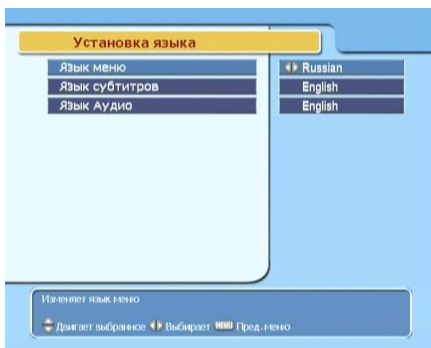 Установка языка
Язык меню Russian
Язык субтитров English
Язык Аудио English
Изменяет язык меню
Двигает выбранное Выбирает MENU Пред. меню